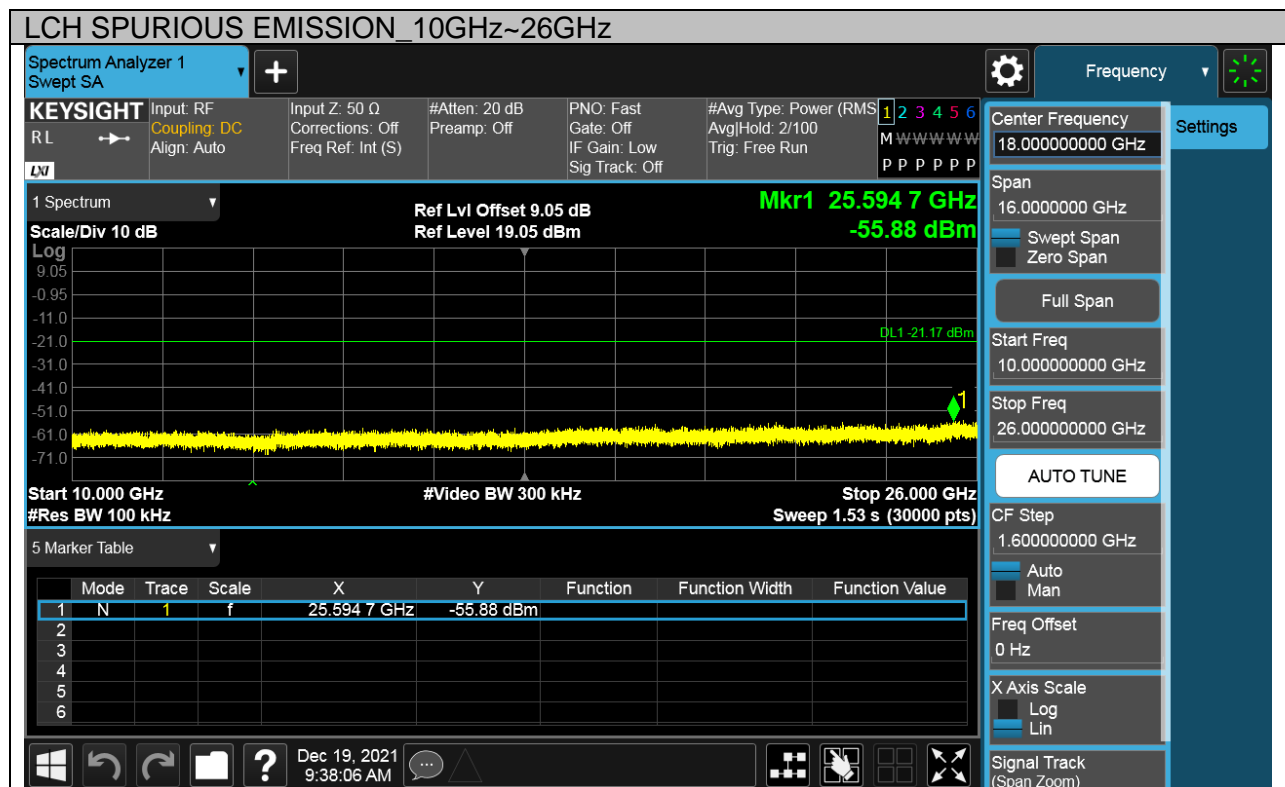 LCH SPURIOUS EMISSION_10GHz~26GHz
Spectrum Analyzer 1
Swept SA
+
Frequency
KEYSIGHT
RL
LXI
Input: RF
Coupling: DC
Align: Auto
Input Z: 50 Ω
Corrections: Off
Freq Ref: Int (S)
#Atten: 20 dB
Preamp: Off
PNO: Fast
Gate: Off
IF Gain: Low
Sig Track: Off
#Avg Type: Power (RMS
Avg|Hold: 2/100
Trig: Free Run
1 2 3 4 5 6
M W W W W W
P P P P P P
1 Spectrum
Scale/Div 10 dB
Ref Lvl Offset 9.05 dB
Ref Level 19.05 dBm
Mkr1 25.594 7 GHz
-55.88 dBm
Log
9.05
-0.95
-11.0
-21.0
-31.0
-41.0
-51.0
-61.0
-71.0
DL1 -21.17 dBm
1
Start 10.000 GHz
#Res BW 100 kHz
#Video BW 300 kHz
Stop 26.000 GHz
Sweep 1.53 s (30000 pts)
5 Marker Table
Mode Trace Scale X Y Function Function Width Function Value
1 N 1 f 25.594 7 GHz -55.88 dBm
2
3
4
5
6
?
Dec 19, 2021
9:38:06 AM
Center Frequency
18.000000000 GHz
Settings
Span
16.0000000 GHz
Swept Span
Zero Span
Full Span
Start Freq
10.000000000 GHz
Stop Freq
26.000000000 GHz
AUTO TUNE
CF Step
1.600000000 GHz
Auto
Man
Freq Offset
0 Hz
X Axis Scale
Log
Lin
Signal Track
(Span Zoom)